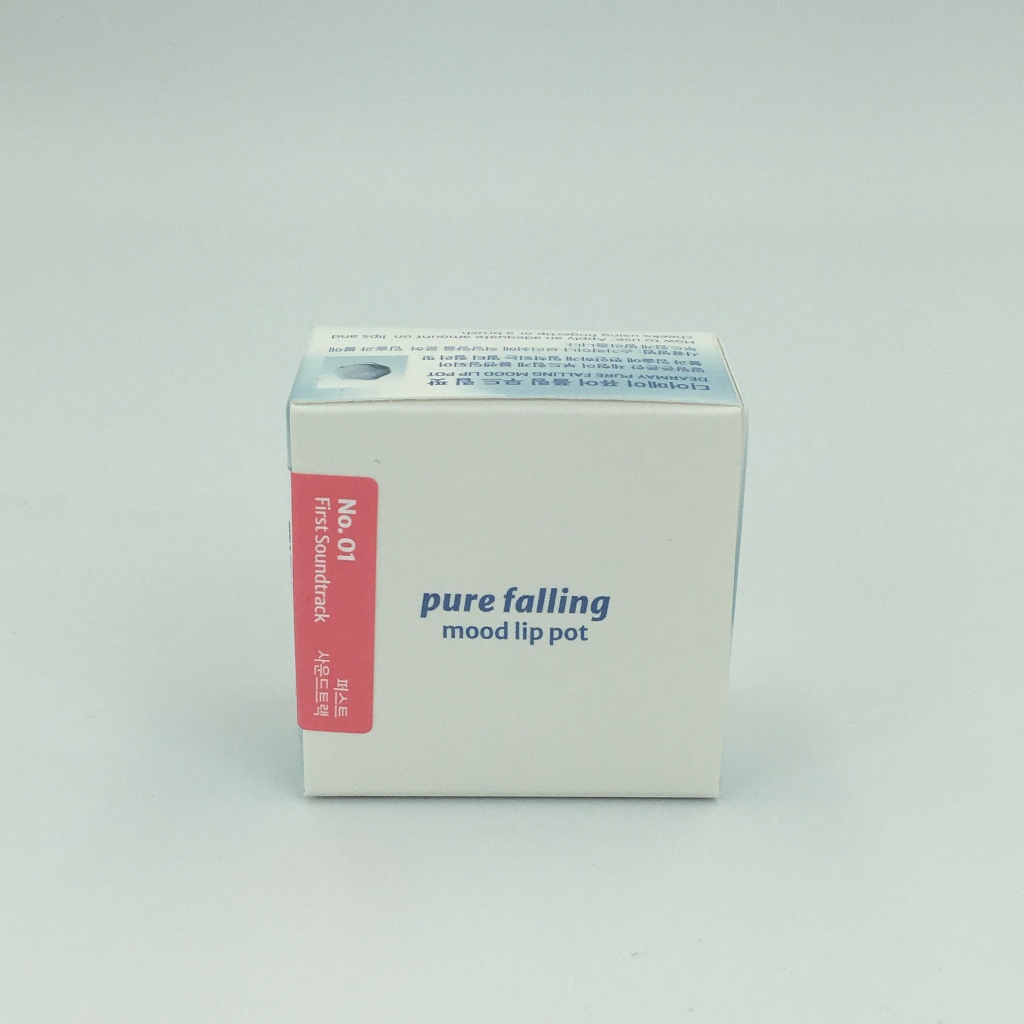 pure falling
mood lip pot
No. 01
First Soundtrack
퍼스트
사운드트랙
디어메이 퓨어 폴링 무드 립 팟
DEARMAY PURE FALLING MOOD LIP POT
How to use: Apply an adequate amount on lips and
cheeks using fingertip or a brush.